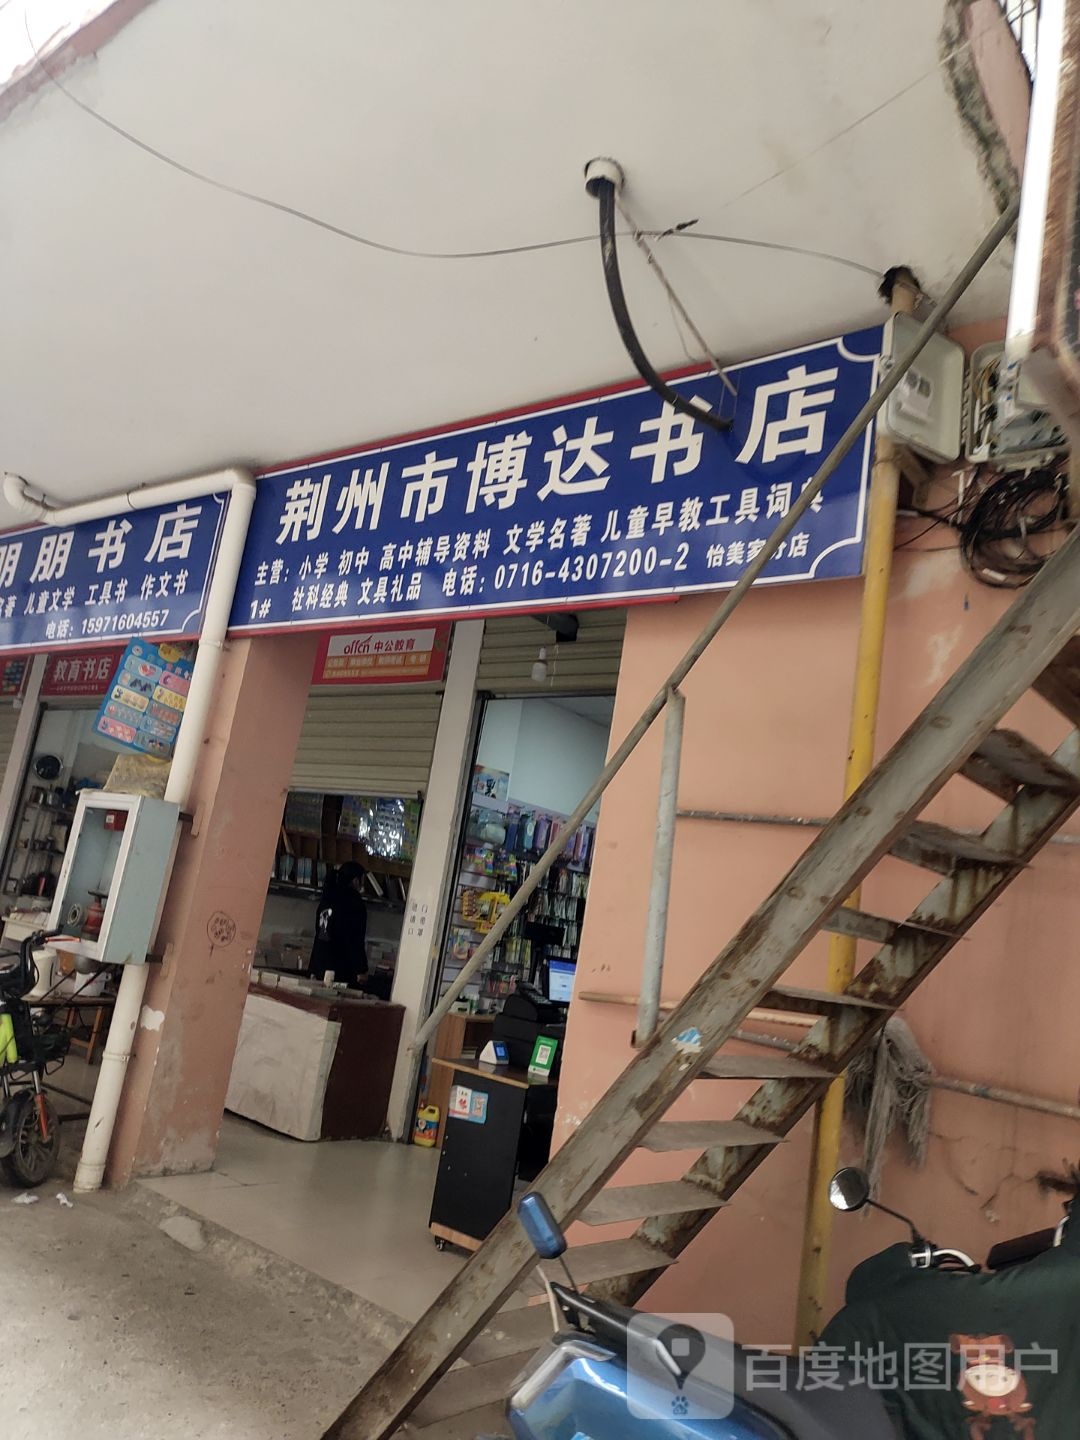 荆州市博达书店
主营：小学 初中 高中辅导资料 文学名著 儿童早教工具词典
社科经典 文具礼品 电话：0716-4307200-2 怡美家分店
朋书店
儿童文学 工具书 作文书
电话：15971604557
教育书店
offcn 中公教育
百度地图用户